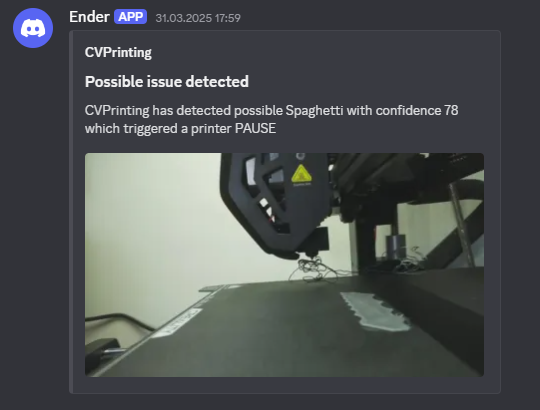 Ender APP 31.03.2025 17:59
CVPrinting
Possible issue detected
CVPrinting has detected possible Spaghetti with confidence 78
which triggered a printer PAUSE